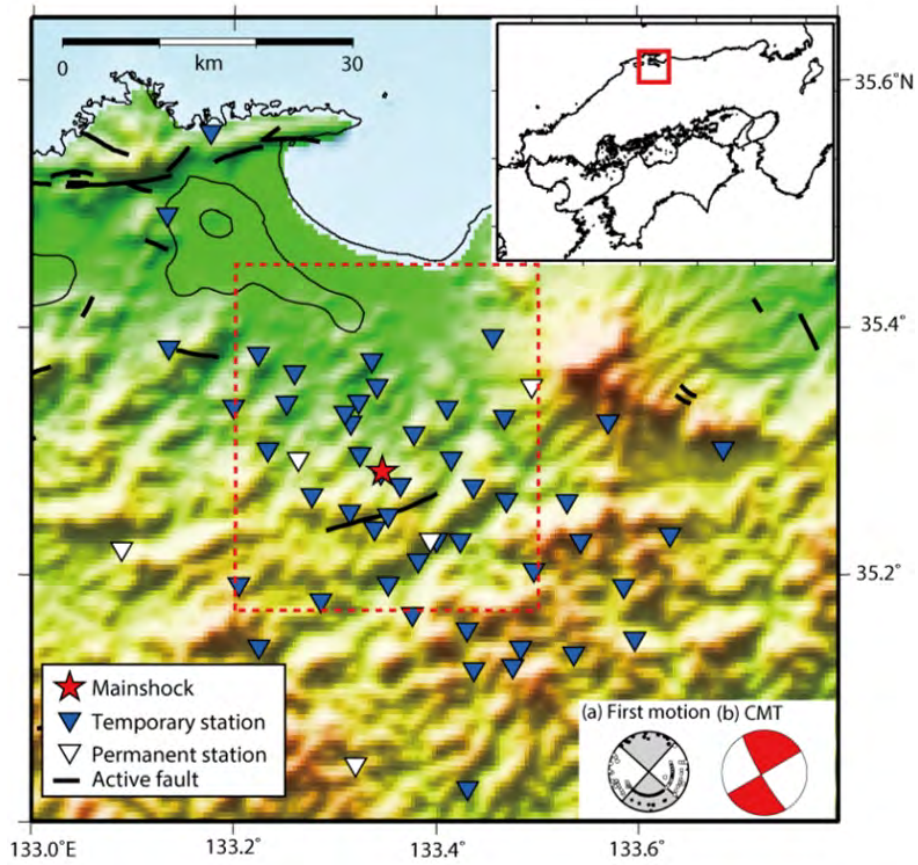 0 30
km
35.6°N
35.4°
35.2°
Mainshock
Temporary station
Permanent station
Active fault
(a) First motion (b) CMT
133.0°E 133.2° 133.4° 133.6°